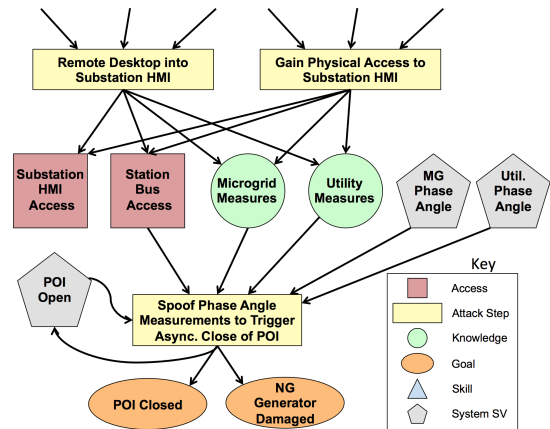 Remote Desktop into
Substation HMI
Gain Physical Access to
Substation HMI
Substation
HMI
Access
Station
Bus
Access
Microgrid
Measures
Utility
Measures
MG
Phase
Angle
Util.
Phase
Angle
POI
Open
Spoof Phase Angle
Measurements to Trigger
Async. Close of POI
POI Closed
NG
Generator
Damaged
Key
Access
Attack Step
Knowledge
Goal
Skill
System SV